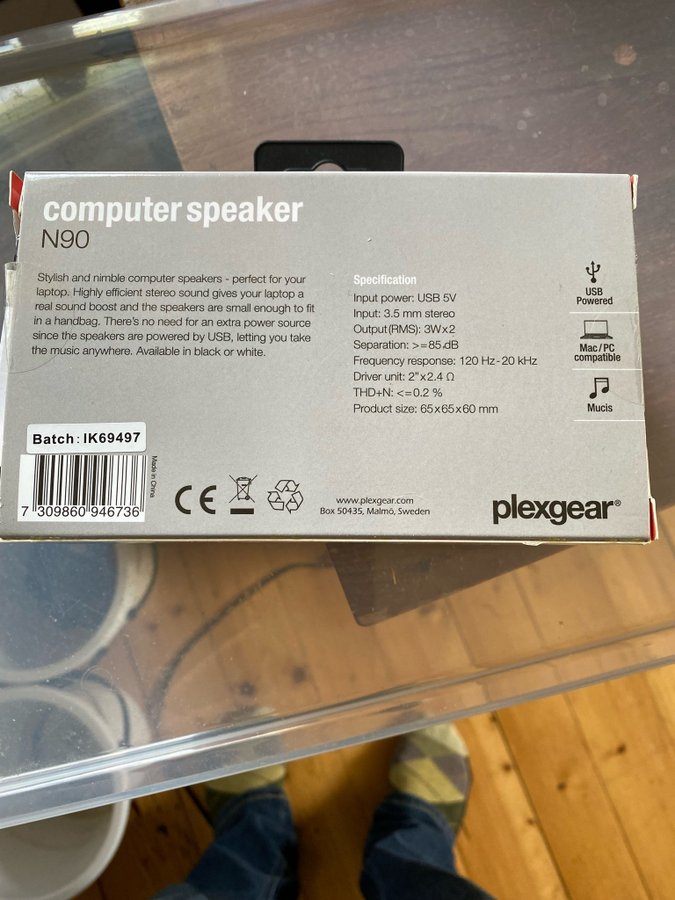 computer speaker
N90
Stylish and nimble computer speakers - perfect for your
laptop. Highly efficient stereo sound gives your laptop a
real sound boost and the speakers are small enough to fit
in a handbag. There's no need for an extra power source
since the speakers are powered by USB, letting you take
the music anywhere. Available in black or white.
Specification
Input power: USB 5V
Input: 3.5 mm stereo
Output(RMS): 3W x 2
Separation: >=85.dB
Frequency response: 120 Hz - 20 kHz
Driver unit: 2" x 2.4 Ω
THD+N: <=0.2 %
Product size: 65x65x60 mm
USB
Powered
Mac/PC
compatible
Mucis
Batch: IK69497
7 309860 946736
Made in China
CE
www.plexgear.com
Box 50435, Malmö, Sweden
plexgear®